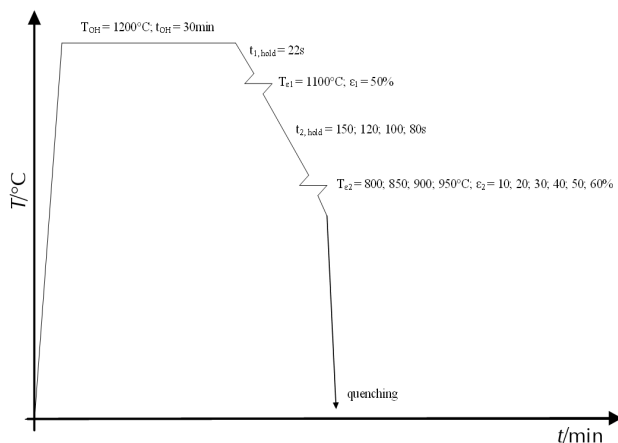 T_OH = 1200°C; t_OH = 30min
t_1, hold = 22s
T_ε1 = 1100°C; ε_1 = 50%
t_2, hold = 150; 120; 100; 80s
T_ε2 = 800; 850; 900; 950°C; ε_2 = 10; 20; 30; 40; 50; 60%
T/°C
quenching
t/min